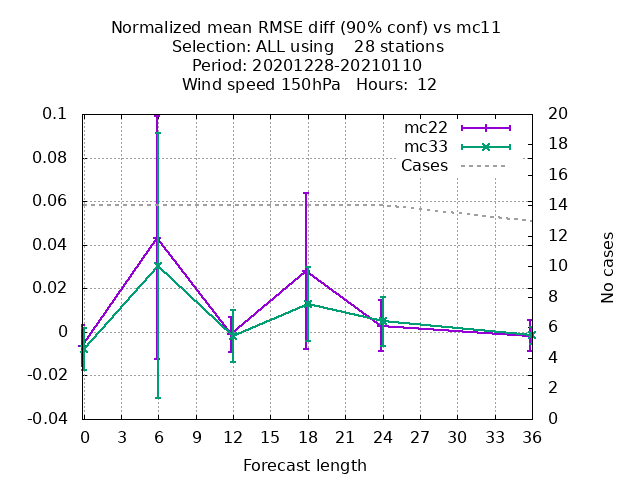 Normalized mean RMSE diff (90% conf) vs mc11
Selection: ALL using    28 stations
Period: 20201228-20210110
Wind speed 150hPa   Hours:  12
mc22
mc33
Cases
0.1
0.08
0.06
0.04
0.02
0
-0.02
-0.04
20
18
16
14
12
10
8
6
4
2
0
No cases
0 3 6 9 12 15 18 21 24 27 30 33 36
Forecast length